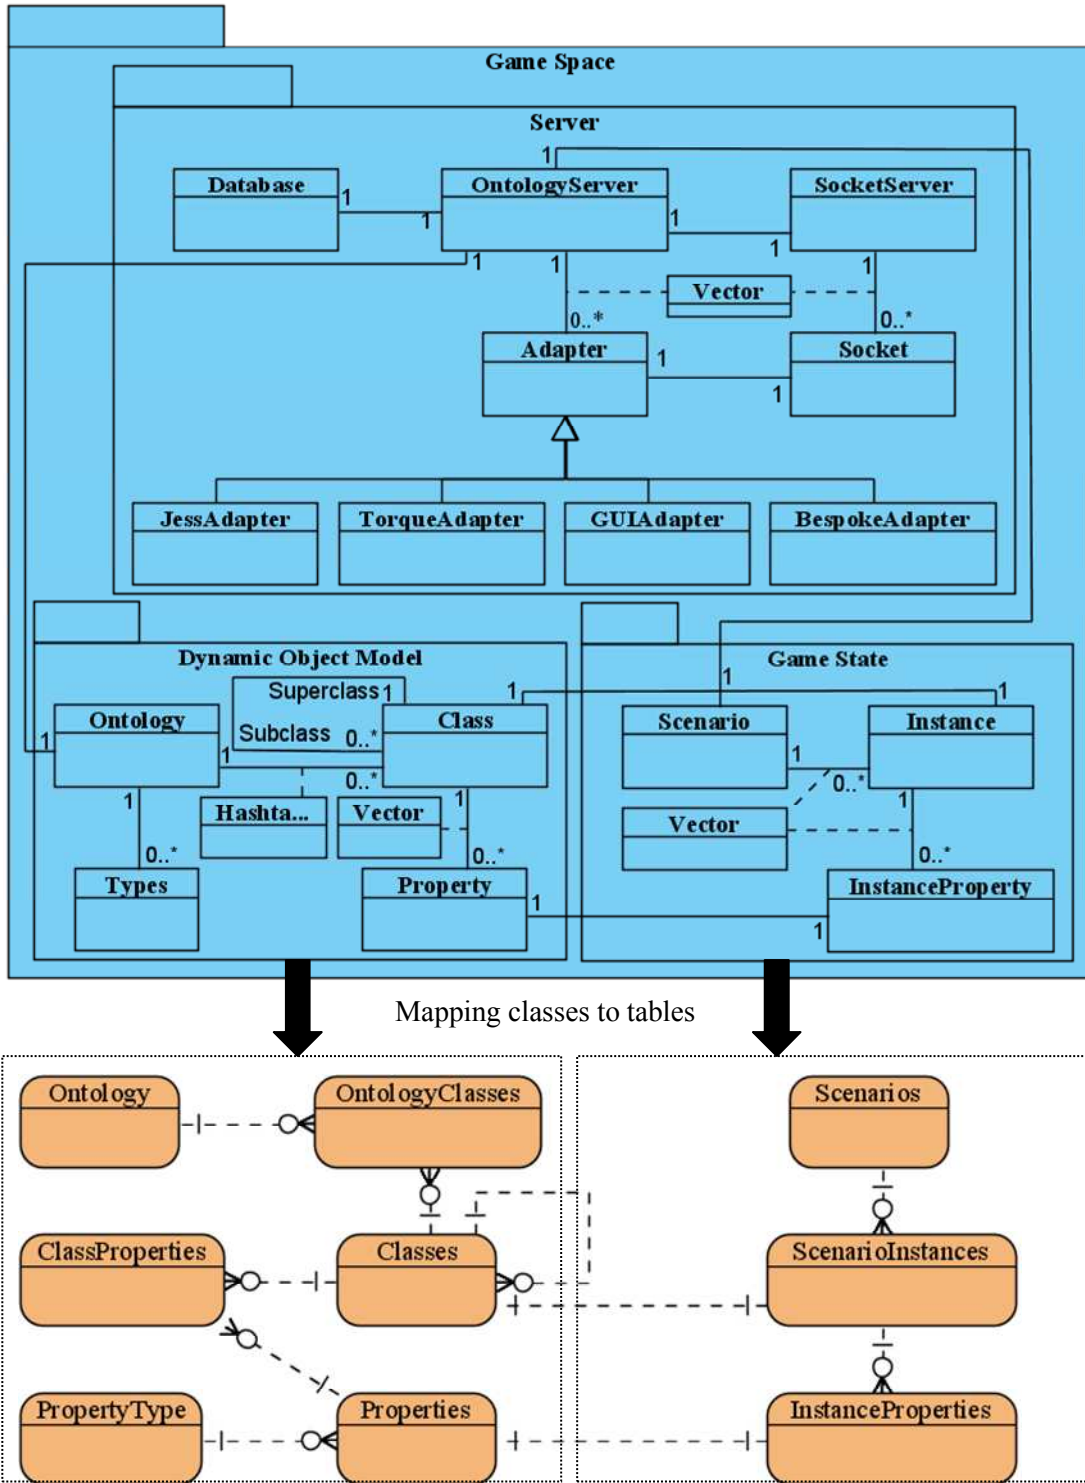 Game Space
Server
1
Database
OntologyServer
SocketServer
1
1
1
1
1
1
1
Vector
0..*
0..*
Adapter
Socket
1
1
JessAdapter
TorqueAdapter
GUIAdapter
BespokeAdapter
Dynamic Object Model
Game State
Superclass
1
1
1
1
Ontology
Class
Scenario
Instance
Subclass
0..*
1
1
0..*
1
0..*
1
1
1
Hashta...
Vector
Vector
0..*
0..*
0..*
Types
Property
InstanceProperty
1
1
Mapping classes to tables
Ontology
OntologyClasses
Scenarios
ClassProperties
Classes
ScenarioInstances
PropertyType
Properties
InstanceProperties